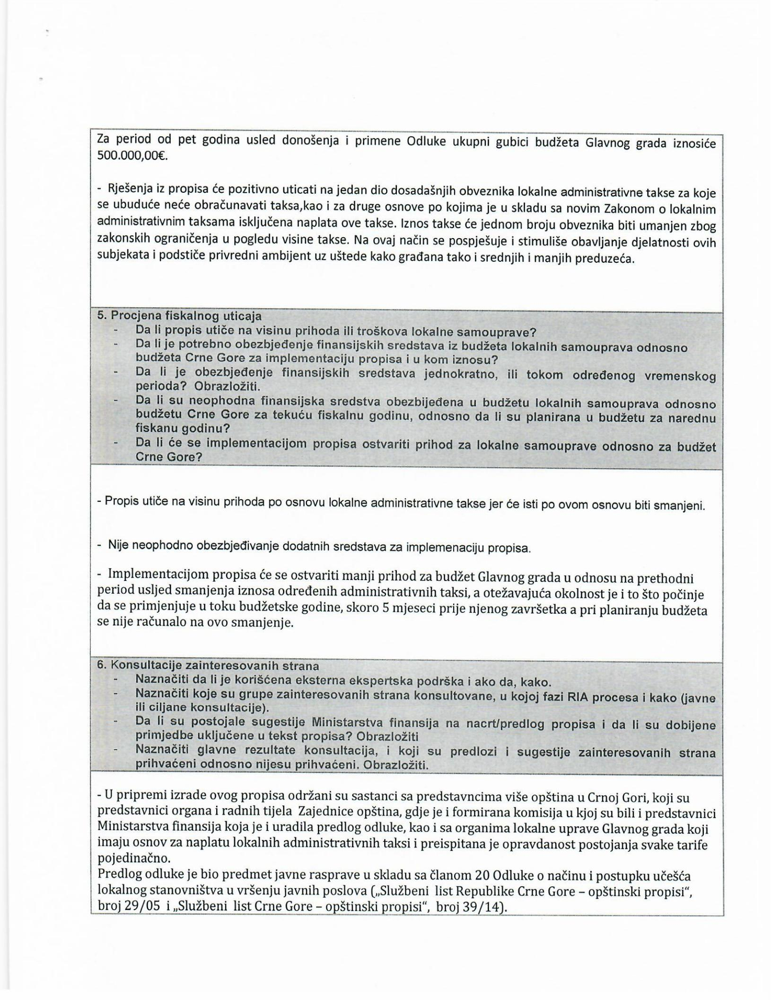 Za period od pet godina usled donošenja i primene Odluke ukupni gubici budžeta Glavnog grada iznosiće
500.000,00€.
- Rješenja iz propisa će pozitivno uticati na jedan dio dosadašnjih obveznika lokalne administrativne takse za koje
se ubuduće neće obračunavati taksa,kao i za druge osnove po kojima je u skladu sa novim Zakonom o lokalnim
administrativnim taksama isključena naplata ove takse. Iznos takse će jednom broju obveznika biti umanjen zbog
zakonskih ograničenja u pogledu visine takse. Na ovaj način se pospješuje i stimuliše obavljanje djelatnosti ovih
subjekata i podstiče privredni ambijent uz uštede kako građana tako i srednjih i manjih preduzeća.
5. Procjena fiskalnog uticaja
- Da li propis utiče na visinu prihoda ili troškova lokalne samouprave?
- Da li je potrebno obezbjeđenje finansijskih sredstava iz budžeta lokalnih samouprava odnosno
budžeta Crne Gore za implementaciju propisa i u kom iznosu?
- Da li je obezbjeđenje finansijskih sredstava jednokratno, ili tokom određenog vremenskog
perioda? Obrazložiti.
- Da li su neophodna finansijska sredstva obezbijeđena u budžetu lokalnih samouprava odnosno
budžetu Crne Gore za tekuću fiskalnu godinu, odnosno da li su planirana u budžetu za narednu
fiskanu godinu?
- Da li će se implementacijom propisa ostvariti prihod za lokalne samouprave odnosno za budžet
Crne Gore?
- Propis utiče na visinu prihoda po osnovu lokalne administrativne takse jer će isti po ovom osnovu biti smanjeni.
- Nije neophodno obezbjeđivanje dodatnih sredstava za implemenaciju propisa.
- Implementacijom propisa će se ostvariti manji prihod za budžet Glavnog grada u odnosu na prethodni
period usljed smanjenja iznosa određenih administrativnih taksi, a otežavajuća okolnost je i to što počinje
da se primjenjuje u toku budžetske godine, skoro 5 mjeseci prije njenog završetka a pri planiranju budžeta
se nije računalo na ovo smanjenje.
6. Konsultacije zainteresovanih strana
- Naznačiti da li je korišćena eksterna ekspertska podrška i ako da, kako.
- Naznačiti koje su grupe zainteresovanih strana konsultovane, u kojoj fazi RIA procesa i kako (javne
ili ciljane konsultacije).
- Da li su postojale sugestije Ministarstva finansija na nacrt/predlog propisa i da li su dobijene
primjedbe uključene u tekst propisa? Obrazložiti
- Naznačiti glavne rezultate konsultacija, i koji su predlozi i sugestije zainteresovanih strana
prihvaćeni odnosno nijesu prihvaćeni. Obrazložiti.
- U pripremi izrade ovog propisa održani su sastanci sa predstavncima više opština u Crnoj Gori, koji su
predstavnici organa i radnih tijela Zajednice opština, gdje je i formirana komisija u kjoj su bili i predstavnici
Ministarstva finansija koja je i uradila predlog odluke, kao i sa organima lokalne uprave Glavnog grada koji
imaju osnov za naplatu lokalnih administrativnih taksi i preispitana je opravdanost postojanja svake tarife
pojedinačno.
Predlog odluke je bio predmet javne rasprave u skladu sa članom 20 Odluke o načinu i postupku učešća
lokalnog stanovništva u vršenju javnih poslova („Službeni list Republike Crne Gore – opštinski propisi“,
broj 29/05 i „Službeni list Crne Gore – opštinski propisi“, broj 39/14).